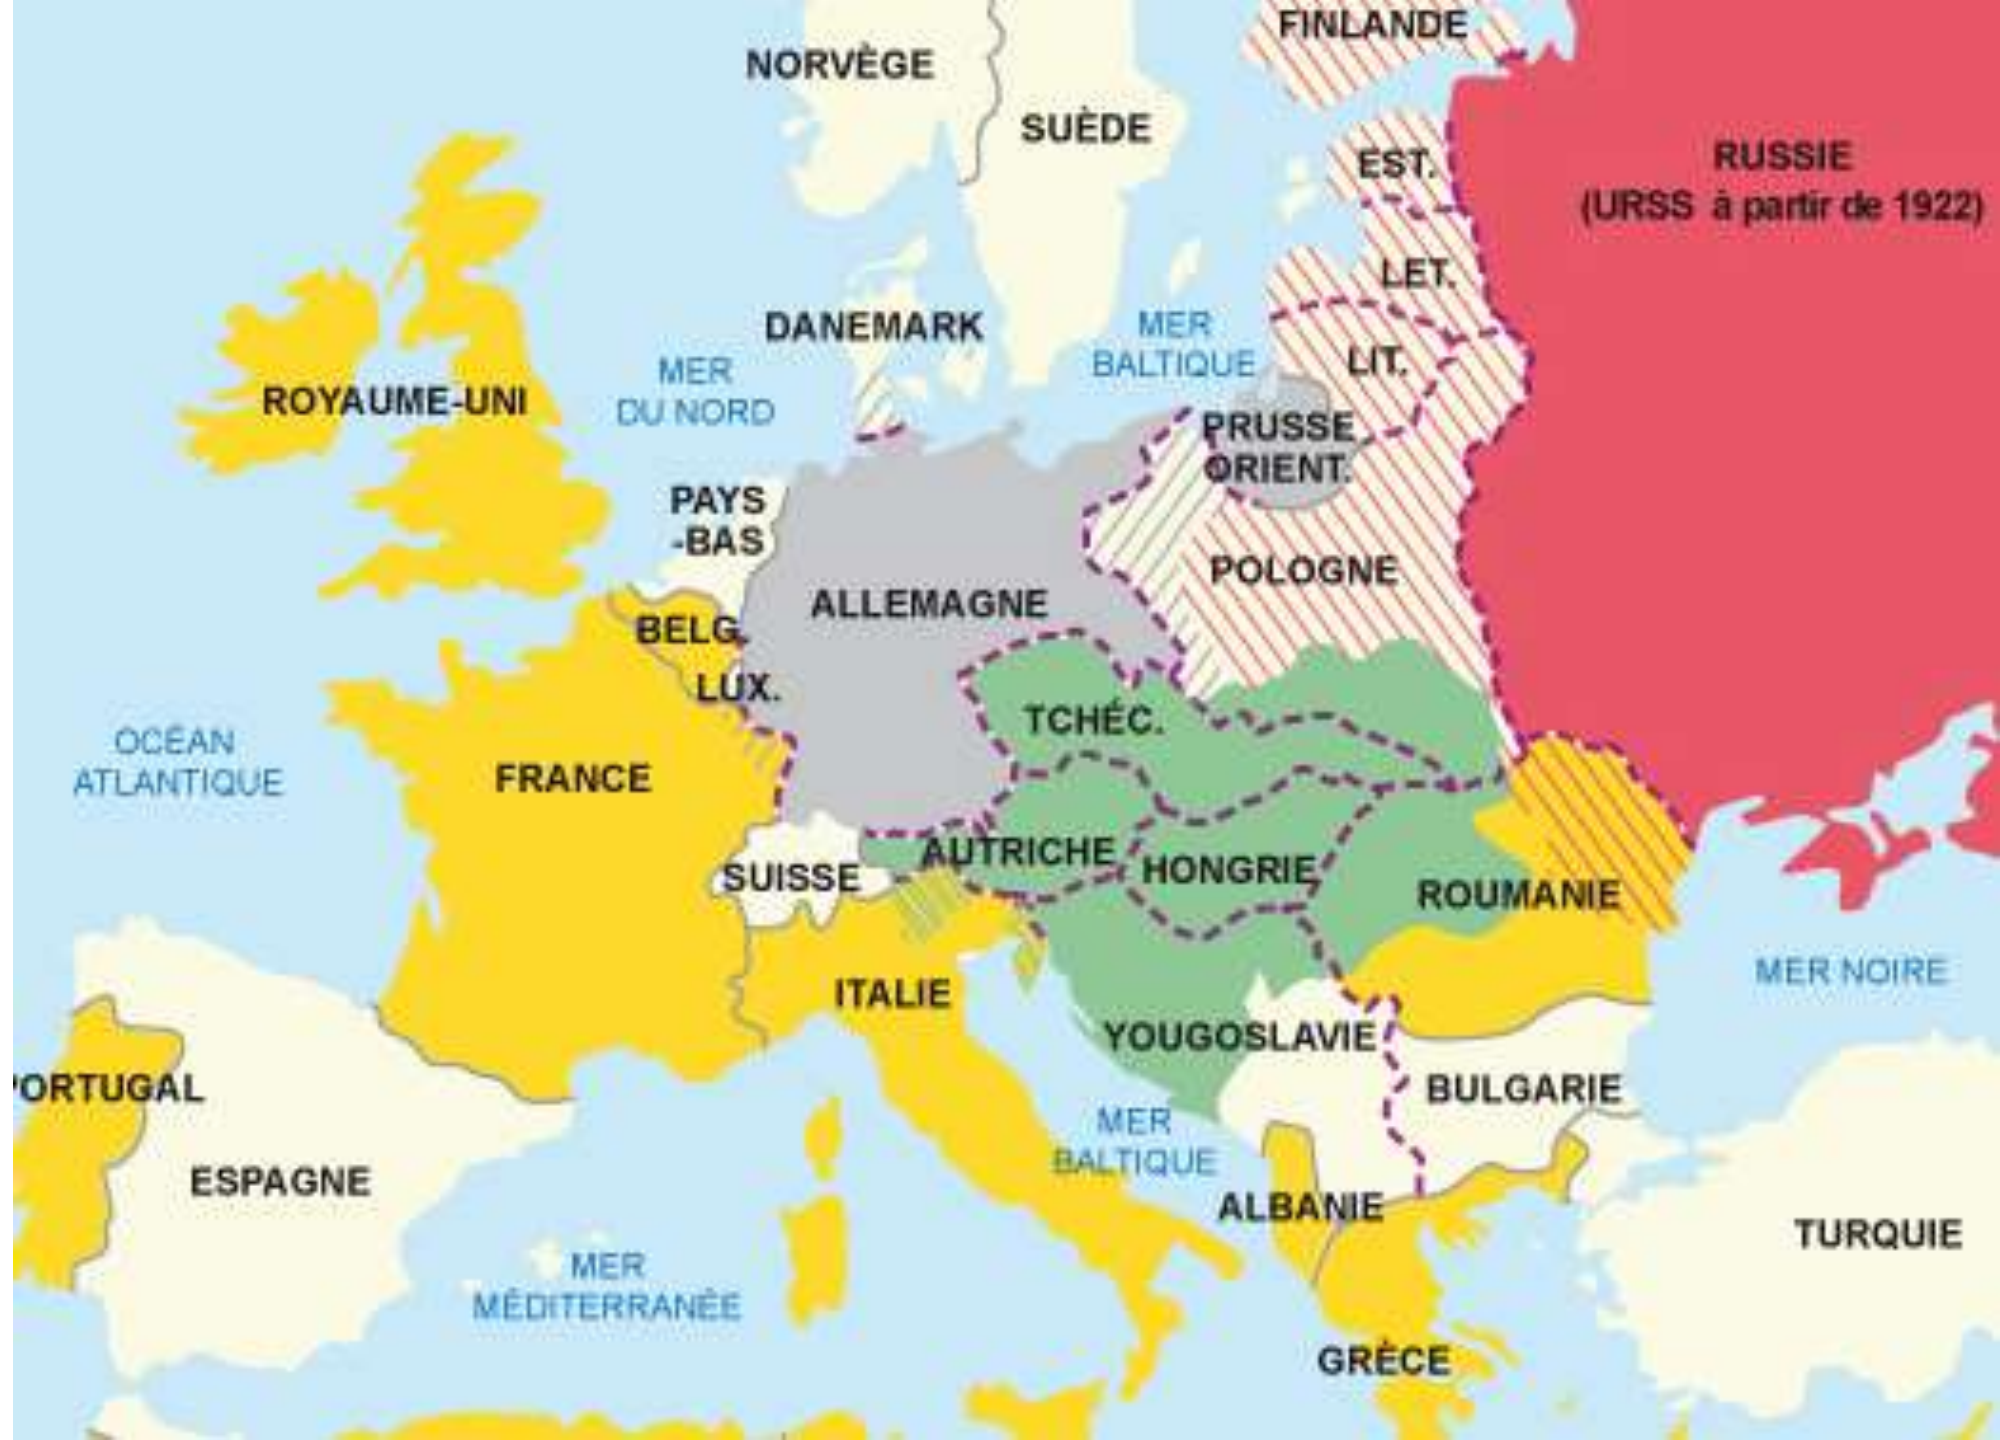 FINLANDE
NORVÈGE
SUÈDE
EST.
RUSSIE
(URSS à partir de 1922)
LET.
DANEMARK
MER
BALTIQUE
LIT.
MER
DU NORD
ROYAUME-UNI
PRUSSE
ORIENT.
PAYS
-BAS
POLOGNE
ALLEMAGNE
BELG.
LUX.
TCHÉC.
OCÉAN
ATLANTIQUE
FRANCE
AUTRICHE
HONGRIE
SUISSE
ROUMANIE
MER NOIRE
ITALIE
YOUGOSLAVIE
PORTUGAL
BULGARIE
MER
BALTIQUE
ESPAGNE
ALBANIE
TURQUIE
MER
MÉDITERRANÉE
GRÈCE